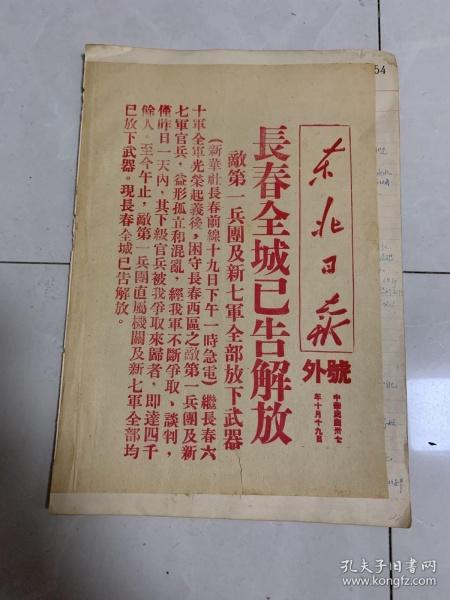 东北日報
號外
中華民國卅七
年十月十九日
長春全城已告解放
敵第一兵團及新七軍全部放下武器
（新華社長春前線十九日下午一時急電）繼長春六
十軍全軍光榮起義後，困守長春西區之敵第一兵團及新
七軍官兵，益形孤立和混亂，經我軍不斷爭取、談判，
僅昨日一天內，其下級官兵被我爭取來歸者，即達四千
餘人。至今午止，敵第一兵團直屬機關及新七軍全部均
已放下武器。現長春全城已告解放。
54
孔夫子旧书网
www.kongfz.com